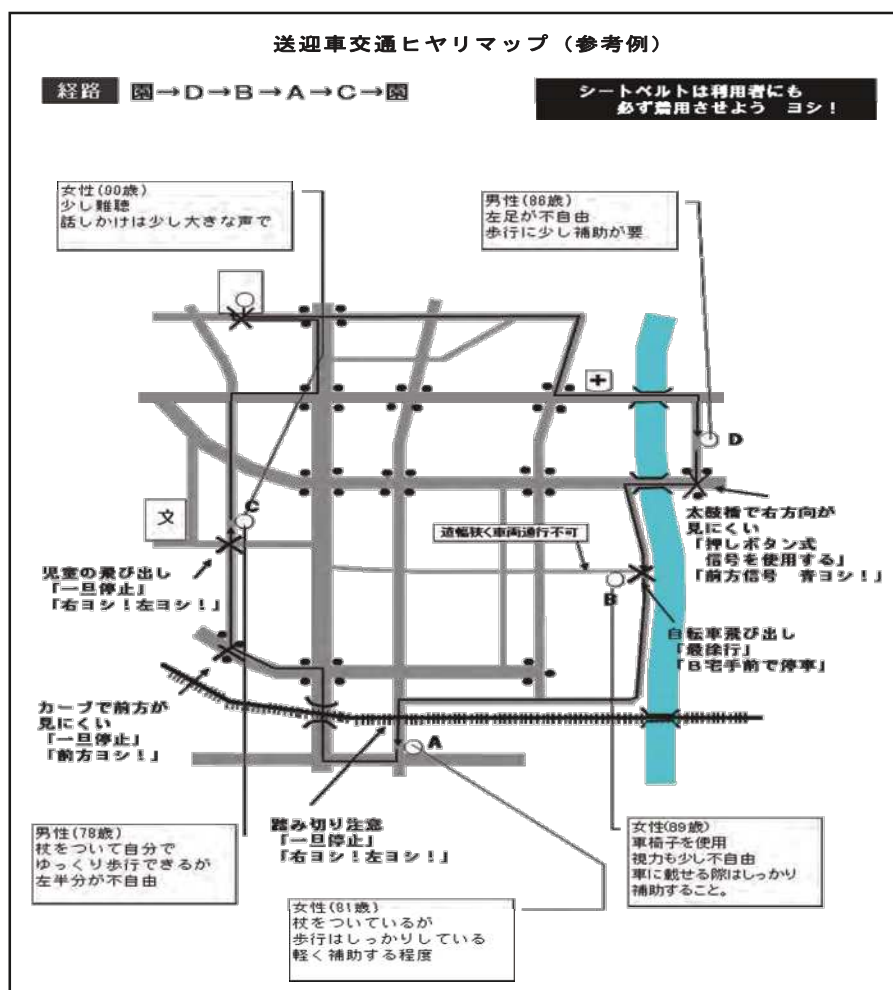 送迎車交通ヒヤリマップ（参考例）
経路 園→D→B→A→C→園
シートベルトは利用者にも
必ず着用させよう ヨシ！
女性(90歳)
少し難聴
話しかけは少し大きな声で
男性(86歳)
左足が不自由
歩行に少し補助が要
D
太鼓橋で右方向が
見にくい
「押しボタン式
信号を使用する」
「前方信号 青ヨシ！」
文
C
児童の飛び出し
「一旦停止」
「右ヨシ！左ヨシ！」
道幅狭く車両通行不可
B
自転車飛び出し
「最徐行」
「B宅手前で停車」
カーブで前方が
見にくい
「一旦停止」
「前方ヨシ！」
A
踏み切り注意
「一旦停止」
「右ヨシ！左ヨシ！」
男性(78歳)
杖をついて自分で
ゆっくり歩行できるが
左半分が不自由
女性(81歳)
杖をついているが
歩行はしっかりしている
軽く補助する程度
女性(89歳)
車椅子を使用
視力も少し不自由
車に載せる際はしっかり
補助すること。